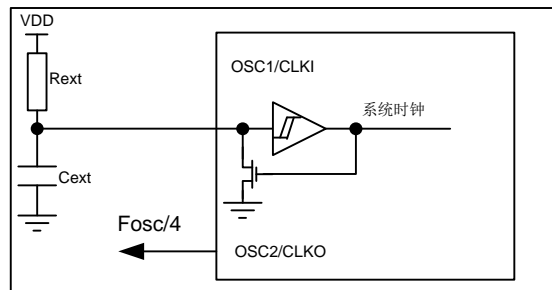 VDD
OSC1/CLKI
Rext
系统时钟
Cext
Fosc/4
OSC2/CLKO